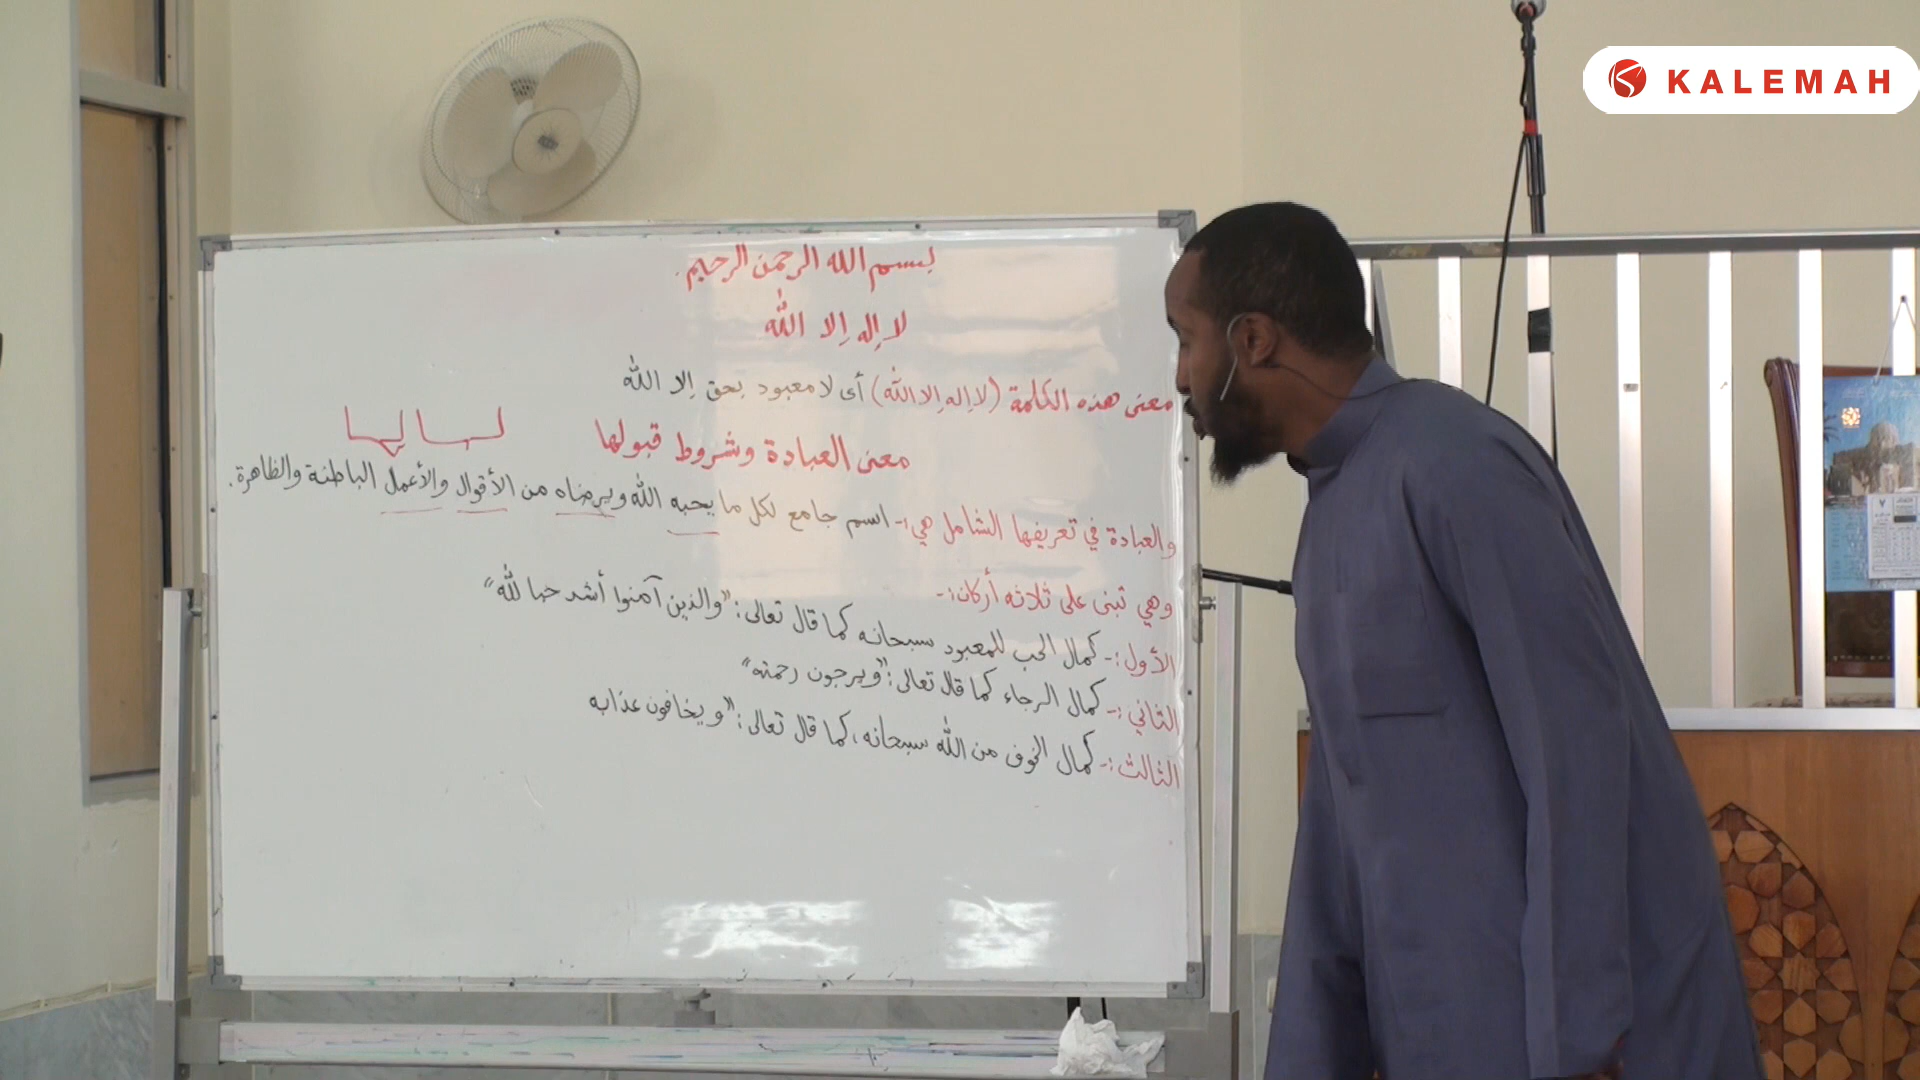 KALEMAH
بسم الله الرحمن الرحيم.
لا إله إلا الله
معنى هذه الكلمة (لا إله إلا الله) أى لا معبود بحق إلا الله
معنى العبادة وشروط قبولها
والعبادة في تعريفها الشامل هي:- اسم جامع لكل ما يحبه الله ويرضاه من الأقوال والأعمل الباطنة والظاهرة.
وهي تبنى على ثلاثه أركان:-
الأول:- كمال الحب للمعبود سبحانه كما قال تعالى: "والذين آمنوا أشد حبا لله"
الثاني:- كمال الرجاء كما قال تعالى: "ويرجون رحمته"
الثالث:- كمال الخوف من الله سبحانه، كما قال تعالى: "ويخافون عذابه